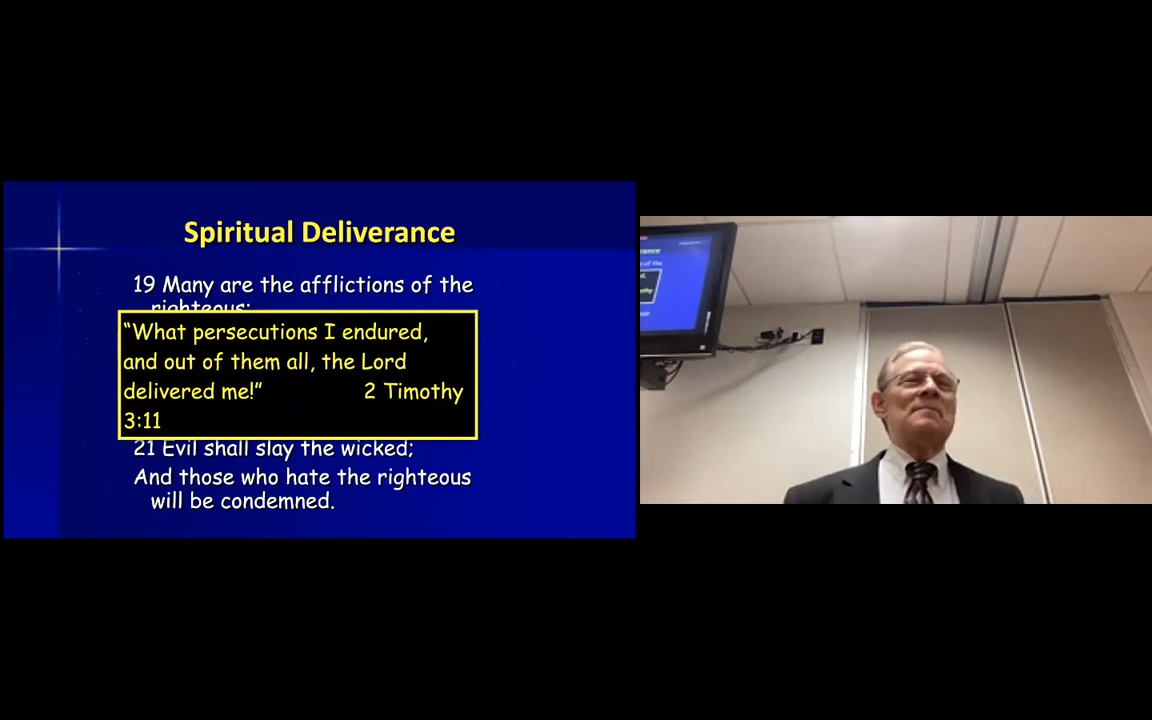 Spiritual Deliverance
19 Many are the afflictions of the
righteous;
“What persecutions I endured,
and out of them all, the Lord
delivered me!” 2 Timothy
3:11
21 Evil shall slay the wicked;
And those who hate the righteous
will be condemned.